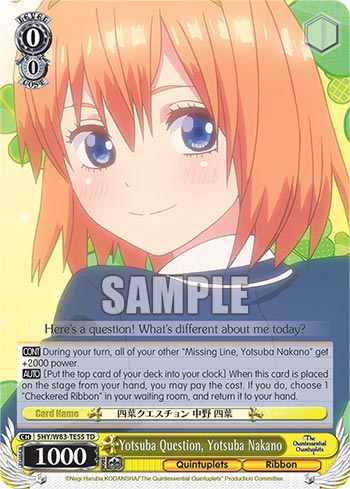 LEVEL
0
0
COST
SAMPLE
Here's a question! What's different about me today?
CONT During your turn, all of your other "Missing Line, Yotsuba Nakano" get
+2000 power.
AUTO [Put the top card of your deck into your clock] When this card is placed
on the stage from your hand, you may pay the cost. If you do, choose 1
"Checkered Ribbon" in your waiting room, and return it to your hand.
Card Name 四葉クエスチョン 中野 四葉
CH 5HY/W83-TE55 TD
1000
Yotsuba Question, Yotsuba Nakano
The Quintessential Quintuplets
Quintuplets Ribbon
©Negi Haruba,KODANSHA/"The Quintessential Quintuplets" Production Committee.